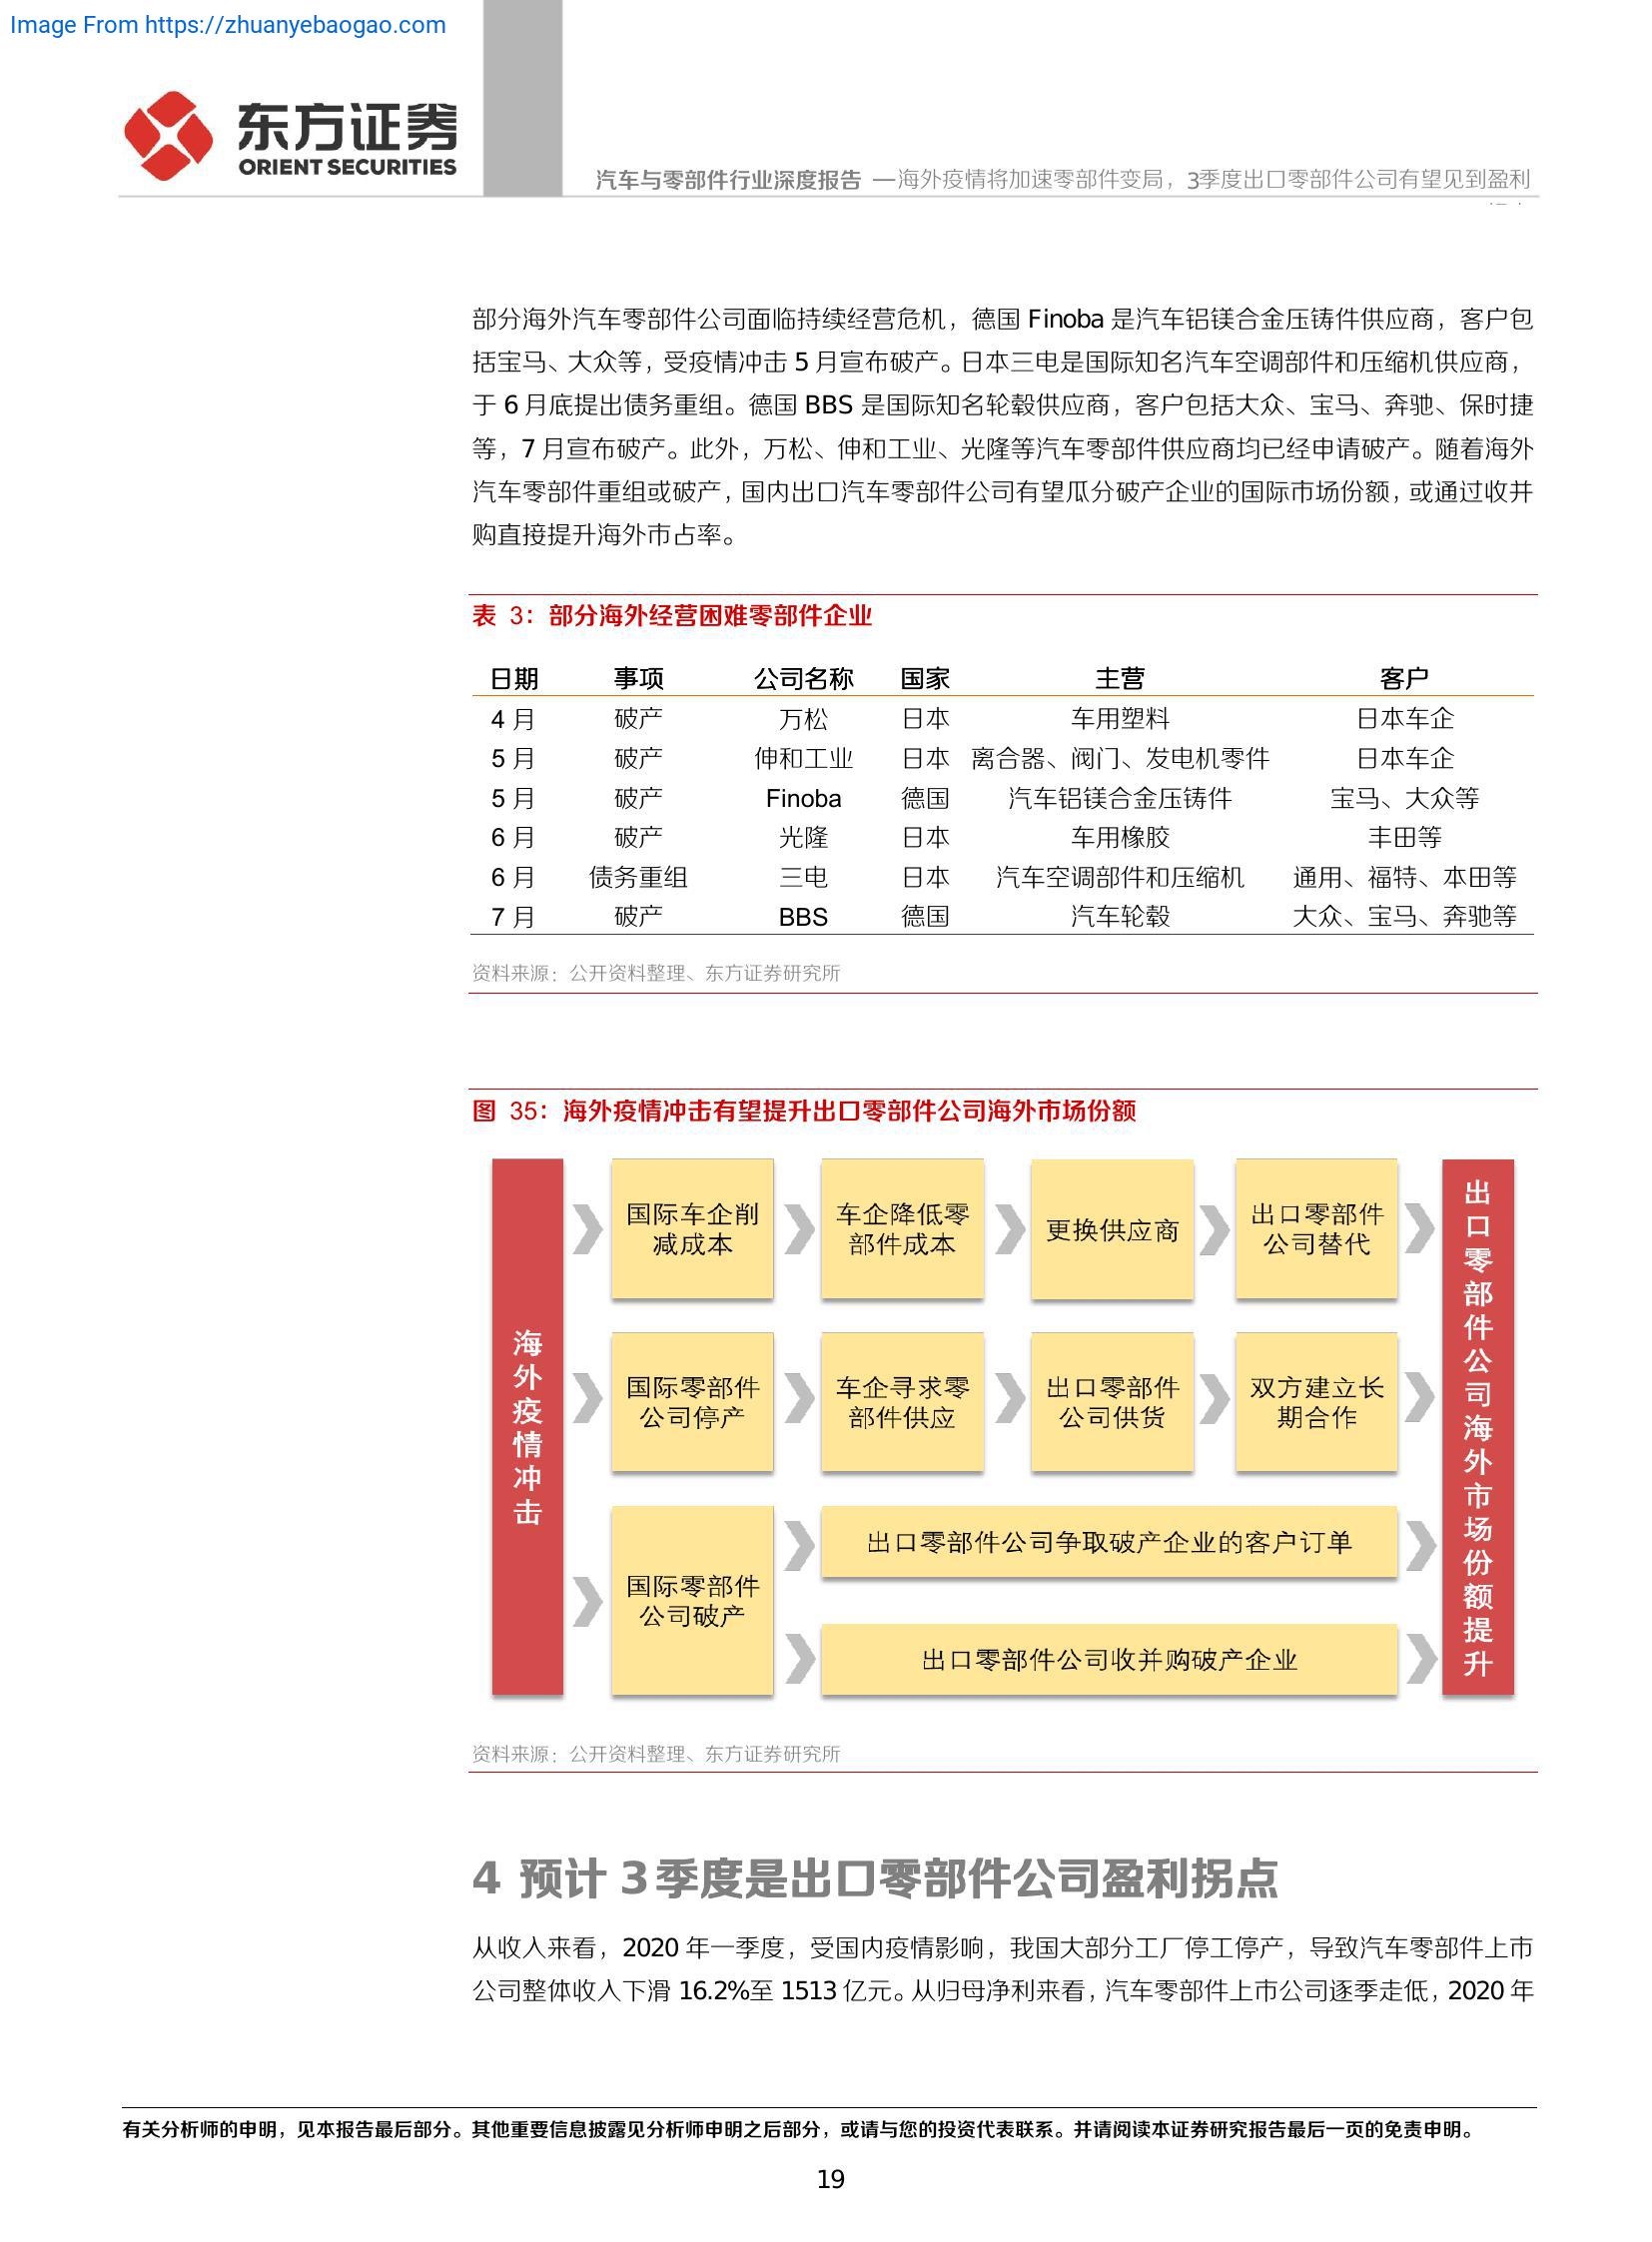 Image From https://zhuanyebaogao.com
东方证券
ORIENT SECURITIES
汽车与零部件行业深度报告 —海外疫情将加速零部件变局，3季度出口零部件公司有望见到盈利
部分海外汽车零部件公司面临持续经营危机，德国 Finoba 是汽车铝镁合金压铸件供应商，客户包
括宝马、大众等，受疫情冲击 5 月宣布破产。日本三电是国际知名汽车空调部件和压缩机供应商，
于 6 月底提出债务重组。德国 BBS 是国际知名轮毂供应商，客户包括大众、宝马、奔驰、保时捷
等，7 月宣布破产。此外，万松、伸和工业、光隆等汽车零部件供应商均已经申请破产。随着海外
汽车零部件重组或破产，国内出口汽车零部件公司有望瓜分破产企业的国际市场份额，或通过收并
购直接提升海外市占率。
表 3：部分海外经营困难零部件企业
日期 事项 公司名称 国家 主营 客户
4 月 破产 万松 日本 车用塑料 日本车企
5 月 破产 伸和工业 日本 离合器、阀门、发电机零件 日本车企
5 月 破产 Finoba 德国 汽车铝镁合金压铸件 宝马、大众等
6 月 破产 光隆 日本 车用橡胶 丰田等
6 月 债务重组 三电 日本 汽车空调部件和压缩机 通用、福特、本田等
7 月 破产 BBS 德国 汽车轮毂 大众、宝马、奔驰等
资料来源：公开资料整理、东方证券研究所
图 35：海外疫情冲击有望提升出口零部件公司海外市场份额
海外疫情冲击
国际车企削
减成本
车企降低零
部件成本
更换供应商
出口零部件
公司替代
国际零部件
公司停产
车企寻求零
部件供应
出口零部件
公司供货
双方建立长
期合作
国际零部件
公司破产
出口零部件公司争取破产企业的客户订单
出口零部件公司收并购破产企业
出口零部件公司海外市场份额提升
资料来源：公开资料整理、东方证券研究所
4 预计 3 季度是出口零部件公司盈利拐点
从收入来看，2020 年一季度，受国内疫情影响，我国大部分工厂停工停产，导致汽车零部件上市
公司整体收入下滑 16.2%至 1513 亿元。从归母净利来看，汽车零部件上市公司逐季走低，2020 年
有关分析师的申明，见本报告最后部分。其他重要信息披露见分析师申明之后部分，或请与您的投资代表联系。并请阅读本证券研究报告最后一页的免责申明。
19